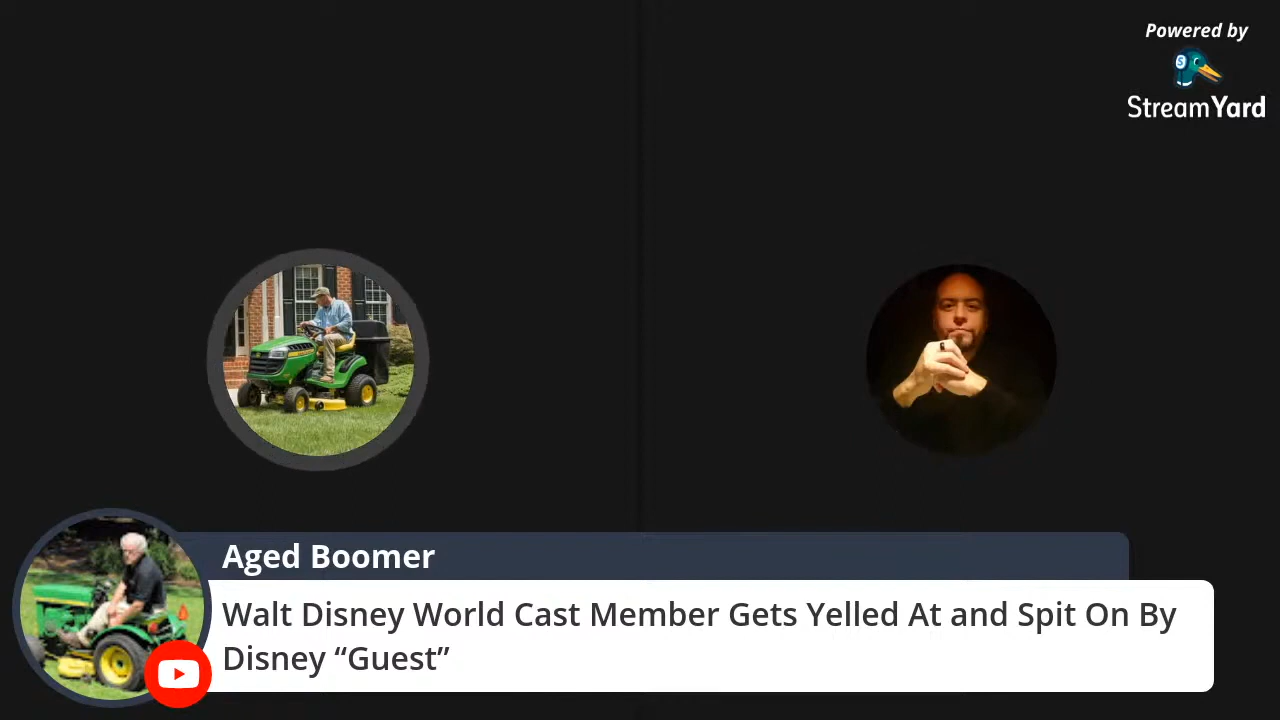 Powered by
StreamYard
Aged Boomer
Walt Disney World Cast Member Gets Yelled At and Spit On By
Disney “Guest”